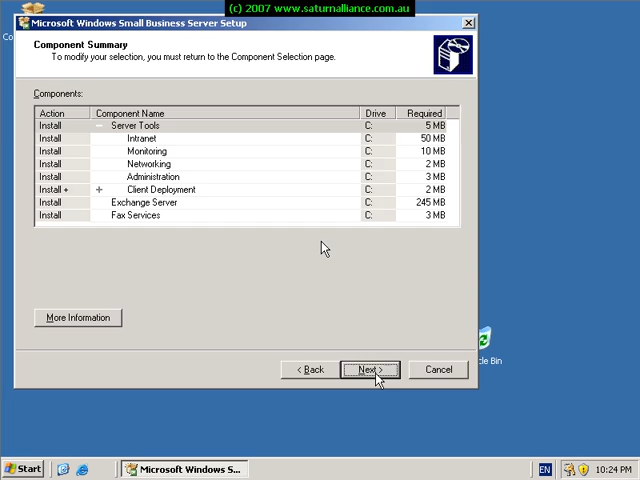 (c) 2007 www.saturnalliance.com.au
Microsoft Windows Small Business Server Setup
Component Summary
To modify your selection, you must return to the Component Selection page.
Components:
Action Component Name Drive Required
Install Server Tools C: 5 MB
Install Intranet C: 50 MB
Install Monitoring C: 10 MB
Install Networking C: 2 MB
Install Administration C: 3 MB
Install + Client Deployment C: 2 MB
Install Exchange Server C: 245 MB
Install Fax Services C: 3 MB
More Information
< Back Next > Cancel
cle Bin
Start Microsoft Windows S... EN 10:24 PM